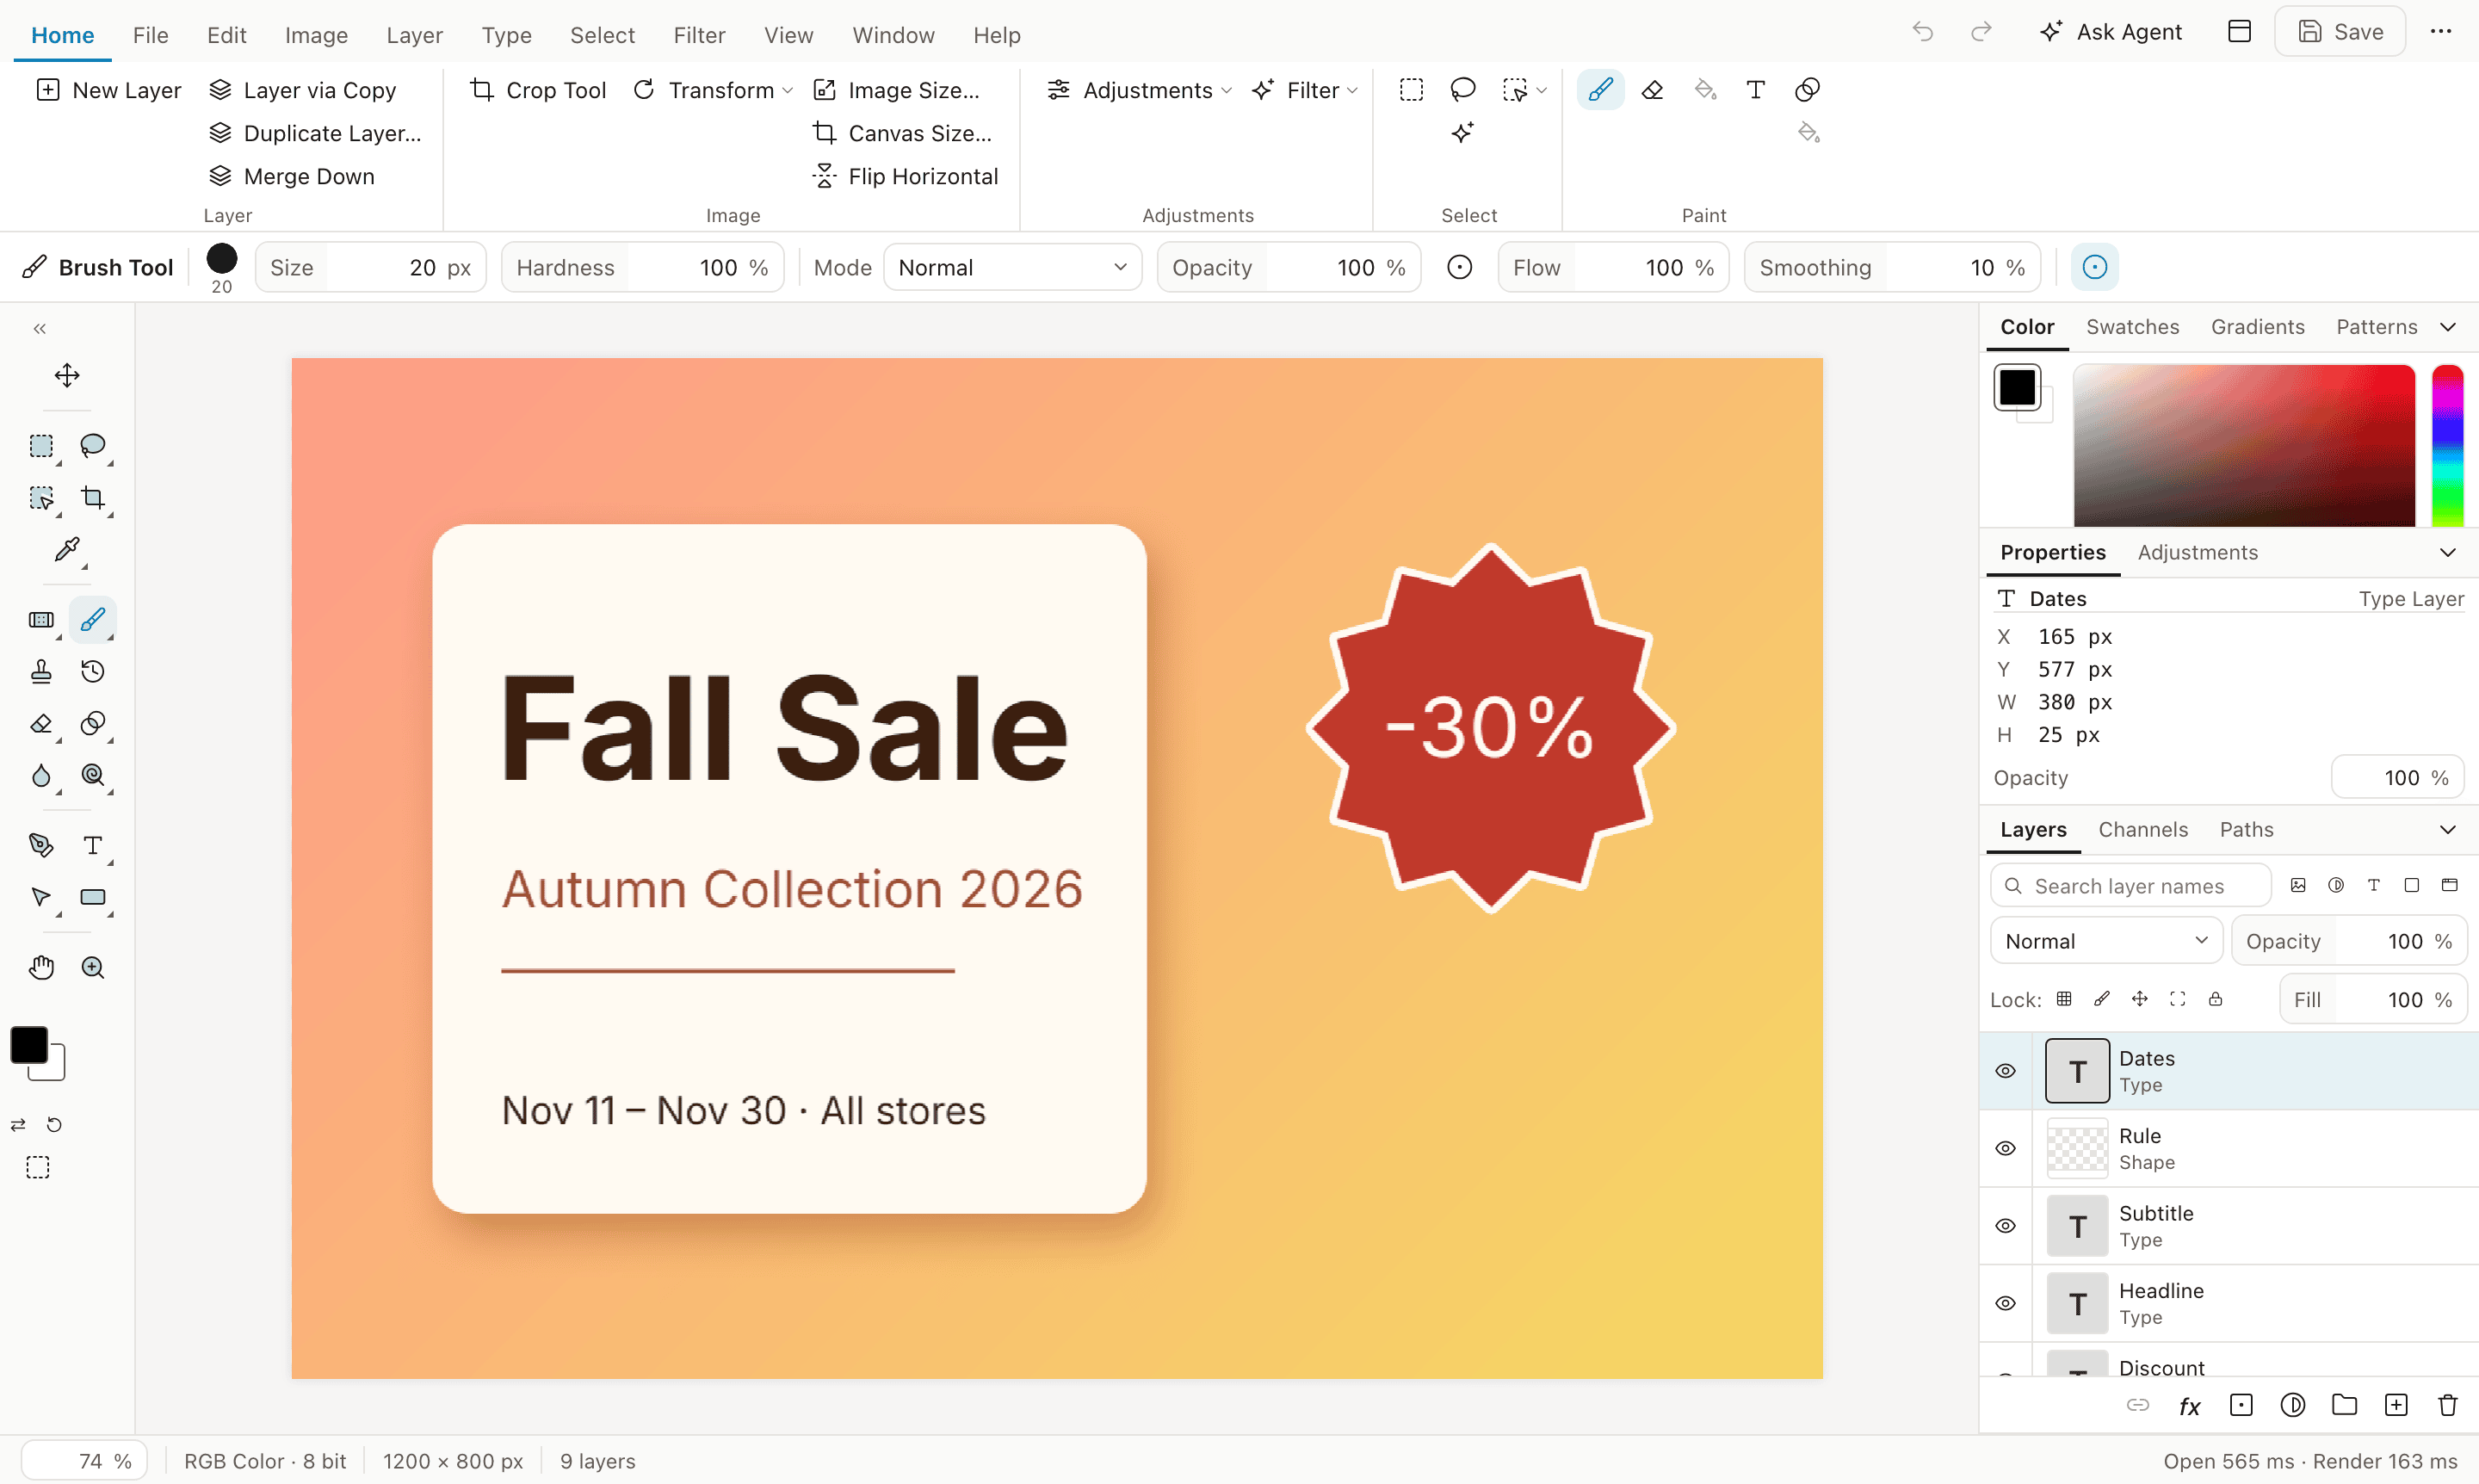 Home File Edit Image Layer Type Select Filter View Window Help
Ask Agent
Save
New Layer
Layer via Copy
Duplicate Layer...
Merge Down
Layer
Crop Tool
Transform
Image Size...
Canvas Size...
Flip Horizontal
Image
Adjustments
Filter
Adjustments
Select
T
Paint
Brush Tool
20
Size 20 px
Hardness 100 %
Mode Normal
Opacity 100 %
Flow 100 %
Smoothing 10 %
Fall Sale
Autumn Collection 2026
Nov 11 – Nov 30 · All stores
-30%
Color Swatches Gradients Patterns
Properties Adjustments
T Dates Type Layer
X 165 px
Y 577 px
W 380 px
H 25 px
Opacity 100 %
Layers Channels Paths
Search layer names
Normal
Opacity 100 %
Lock:
Fill 100 %
T
Dates
Type
Rule
Shape
T
Subtitle
Type
T
Headline
Type
Discount
fx
74 %
RGB Color · 8 bit
1200 × 800 px
9 layers
Open 565 ms · Render 163 ms